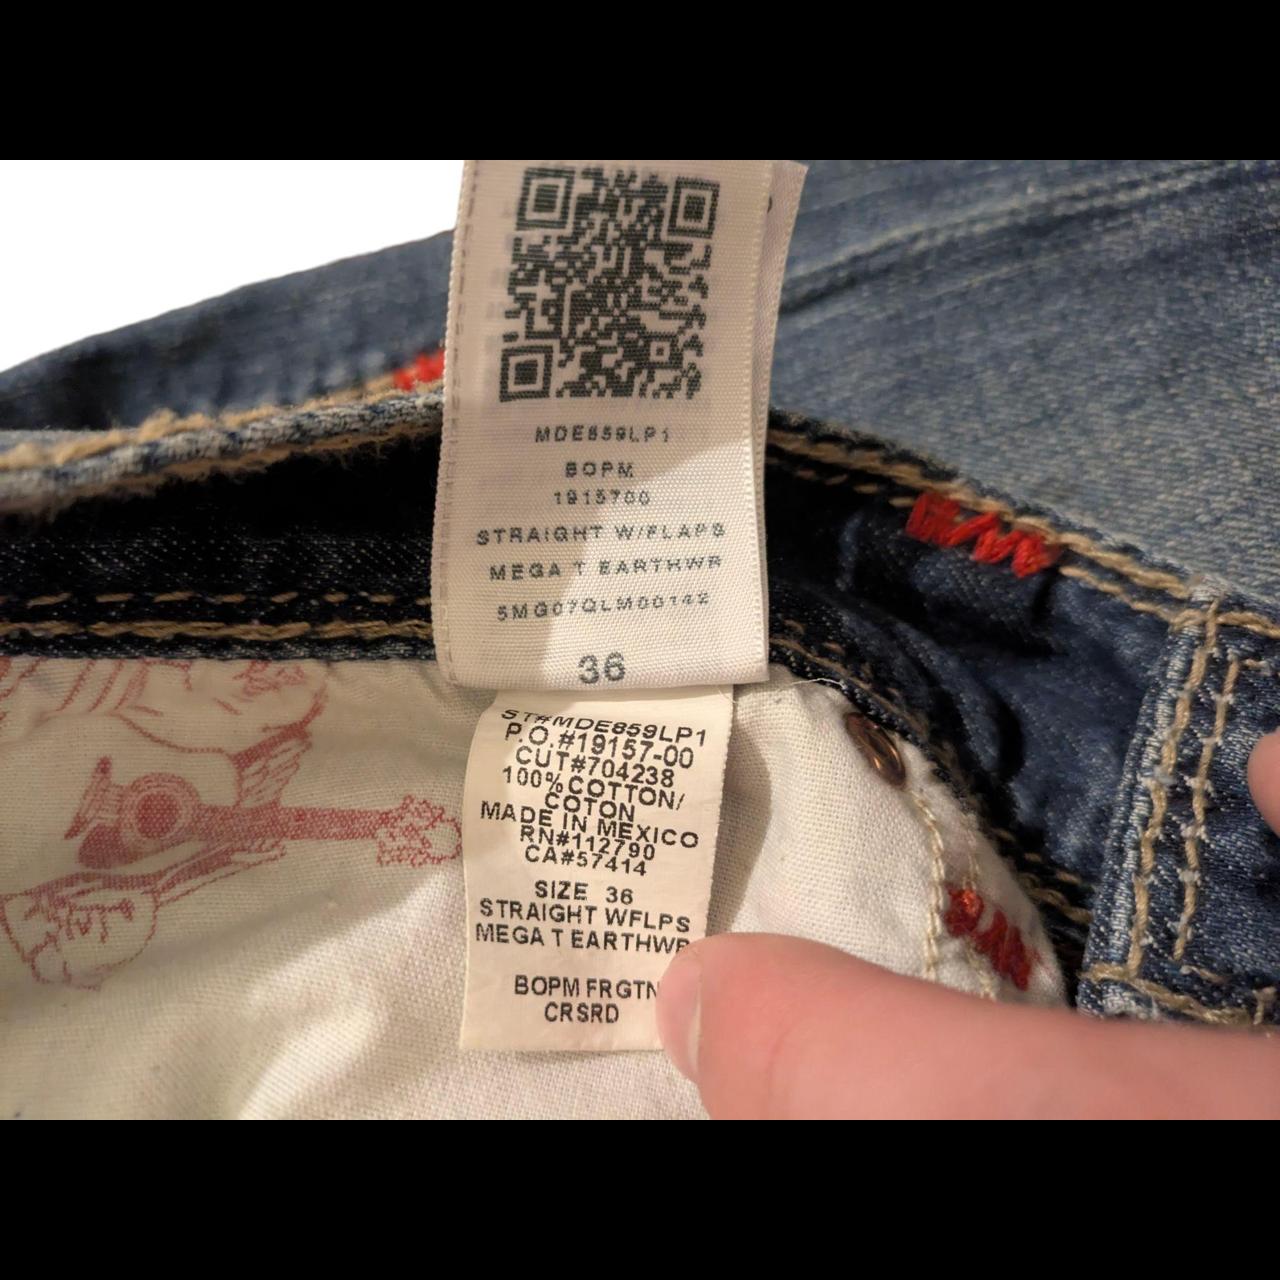 MDE859LP1
BOPM
1915700
STRAIGHT W/FLAPS
MEGA T EARTHWR
5MG07QLM00142
36
ST#MDE859LP1
P.O.#19157-00
CUT#704238
100%COTTON/
COTON
MADE IN MEXICO
RN#112790
CA#57414
SIZE 36
STRAIGHT WFLPS
MEGA T EARTHWR
BOPM FRGTN
CRSRD